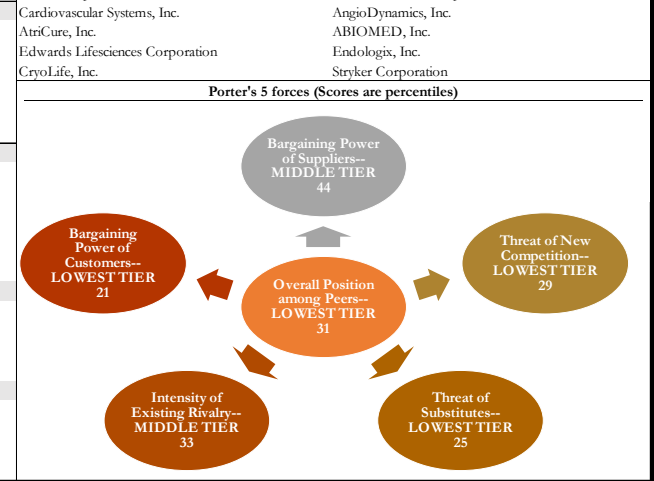 Cardiovascular Systems, Inc.
AngioDynamics, Inc.
AtriCure, Inc.
ABIOMED, Inc.
Edwards Lifesciences Corporation
Endologix, Inc.
CryoLife, Inc.
Stryker Corporation
Porter's 5 forces (Scores are percentiles)
Bargaining Power
of Suppliers--
MIDDLE TIER
44
Bargaining
Power of
Customers--
LOWEST TIER
21
Threat of New
Competition--
LOWEST TIER
29
Overall Position
among Peers--
LOWEST TIER
31
Intensity of
Existing Rivalry--
MIDDLE TIER
33
Threat of
Substitutes--
LOWEST TIER
25